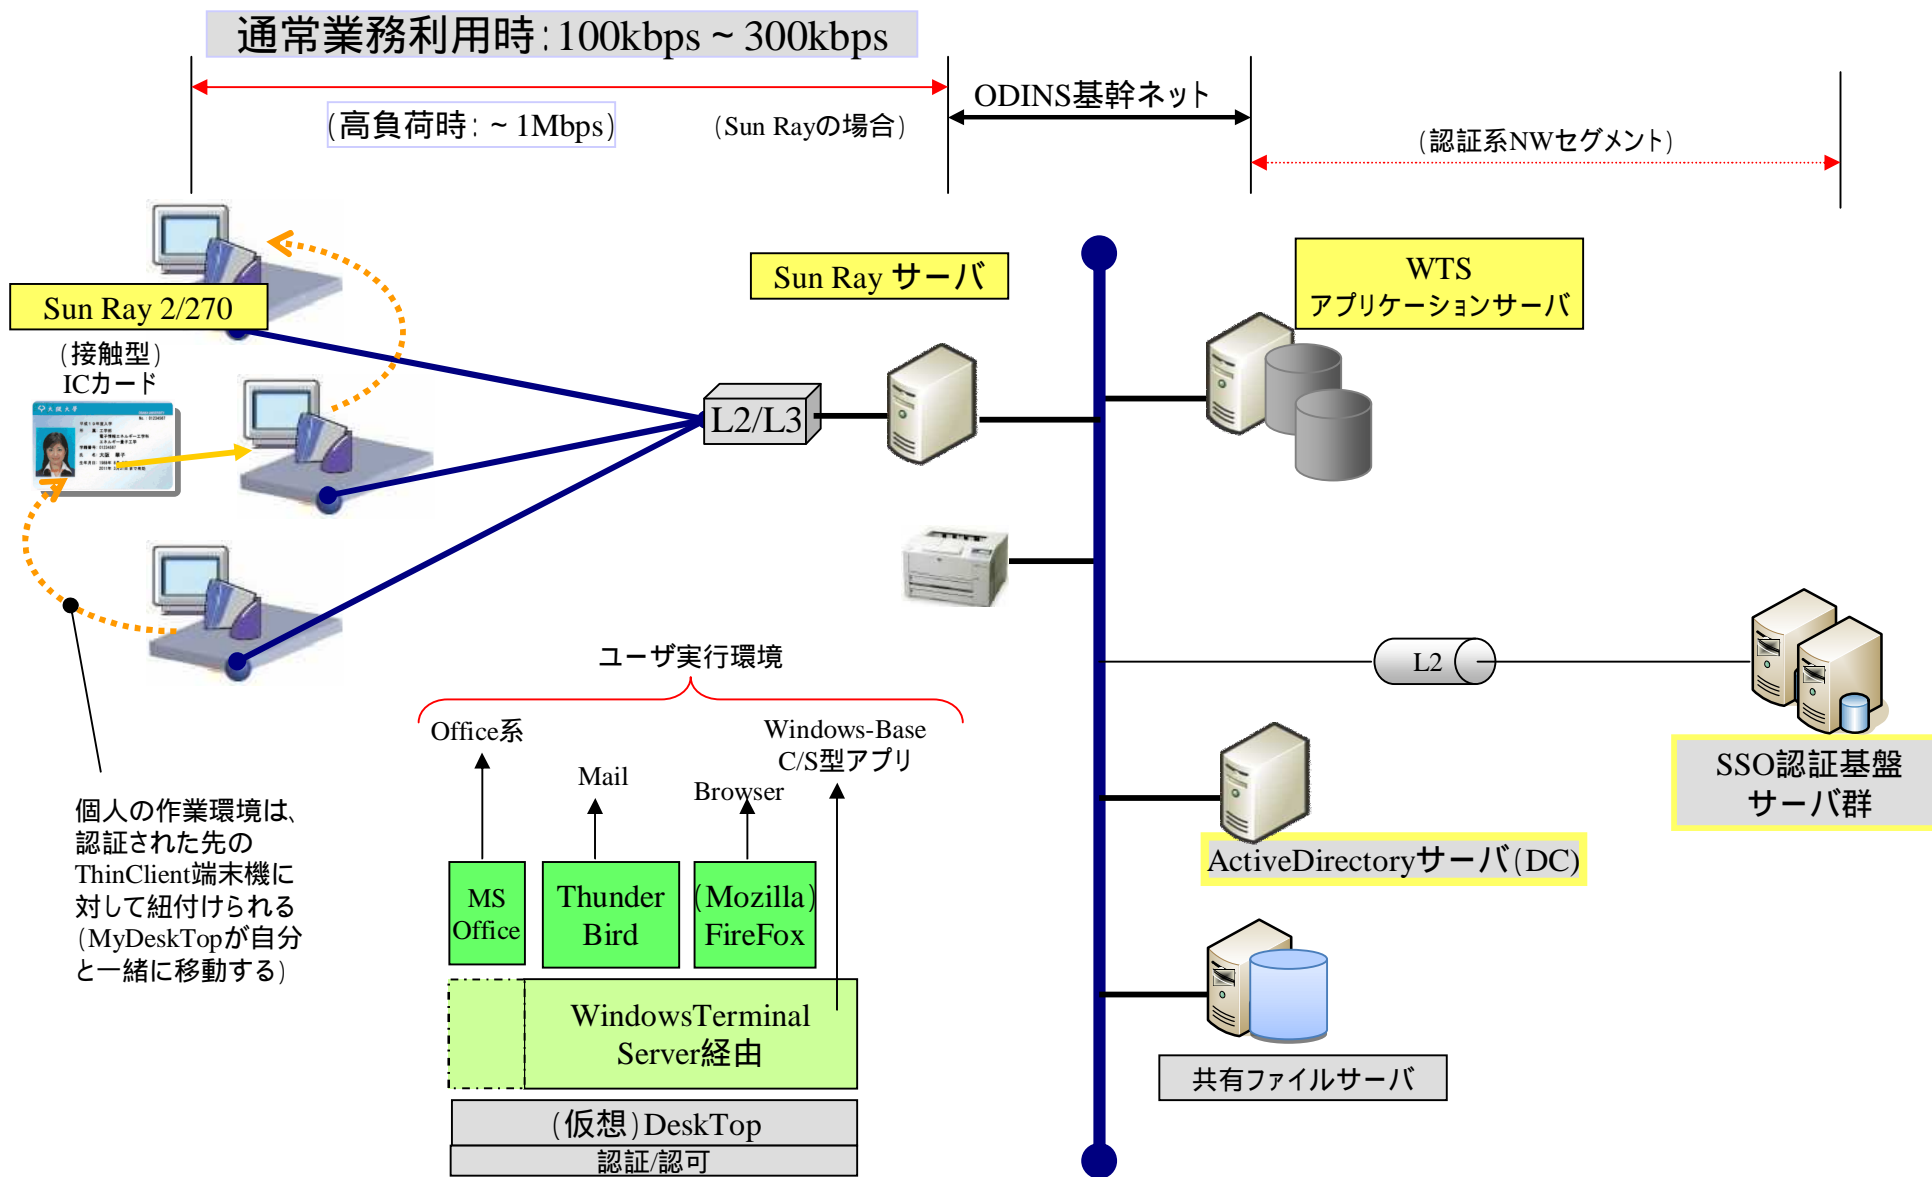 通常業務利用時：100kbps ~ 300kbps
(高負荷時：~ 1Mbps)
(Sun Rayの場合)
ODINS基幹ネット
(認証系NWセグメント)
Sun Ray 2/270
(接触型)
ICカード
大阪大学
Sun Ray サーバ
WTS
アプリケーションサーバ
L2/L3
L2
SSO認証基盤
サーバ群
ActiveDirectoryサーバ(DC)
共有ファイルサーバ
個人の作業環境は、
認証された先の
ThinClient端末機に
対して紐付けられる
(MyDeskTopが自分
と一緒に移動する)
ユーザ実行環境
Office系
Mail
Browser
Windows-Base
C/S型アプリ
MS
Office
Thunder
Bird
(Mozilla)
FireFox
WindowsTerminal
Server経由
(仮想)DeskTop
認証/認可